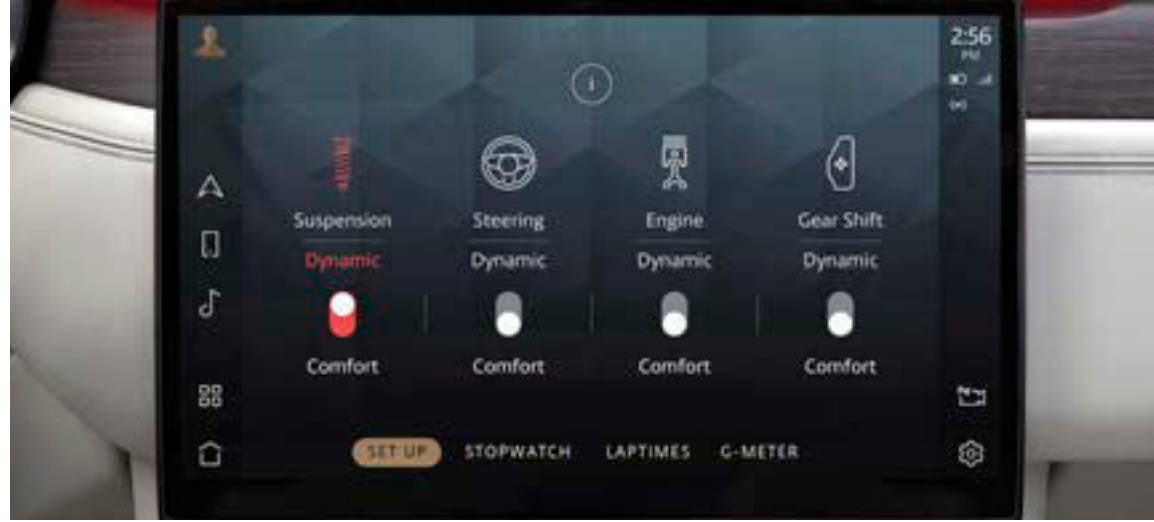 2:56
PM
i
Suspension Steering Engine Gear Shift
Dynamic Dynamic Dynamic Dynamic
Comfort Comfort Comfort Comfort
SET UP STOPWATCH LAPTIMES G-METER